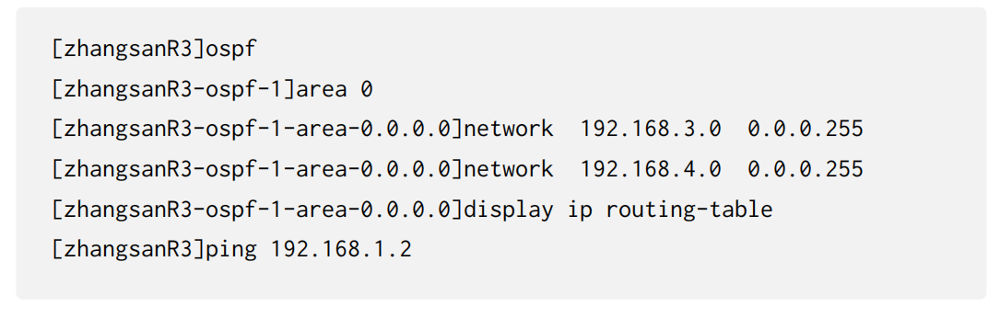 [zhangsanR3]ospf
[zhangsanR3-ospf-1]area 0
[zhangsanR3-ospf-1-area-0.0.0.0]network  192.168.3.0  0.0.0.255
[zhangsanR3-ospf-1-area-0.0.0.0]network  192.168.4.0  0.0.0.255
[zhangsanR3-ospf-1-area-0.0.0.0]display ip routing-table
[zhangsanR3]ping 192.168.1.2